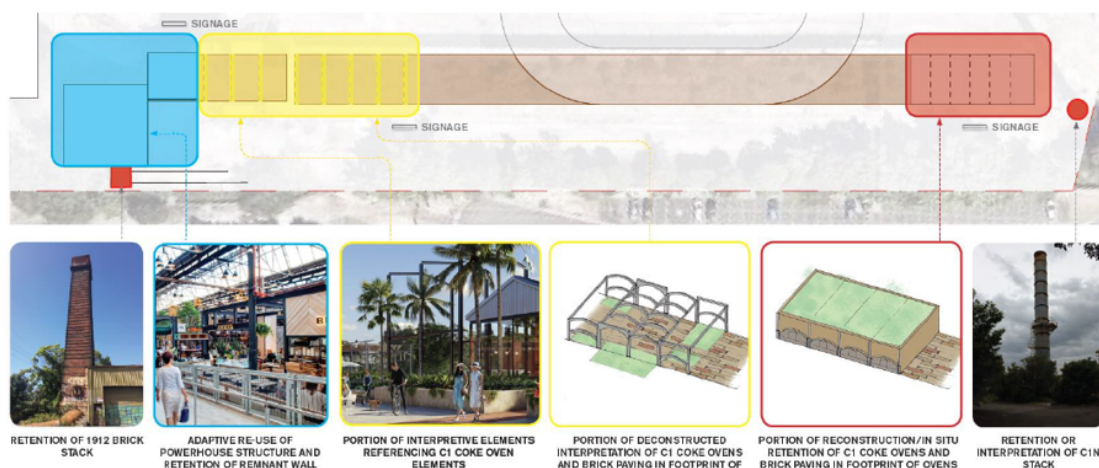 SIGNAGE
SIGNAGE
SIGNAGE
RETENTION OF 1912 BRICK
STACK
ADAPTIVE RE-USE OF
POWERHOUSE STRUCTURE AND
RETENTION OF REMNANT WALL
PORTION OF INTERPRETIVE ELEMENTS
REFERENCING C1 COKE OVEN
ELEMENTS
PORTION OF DECONSTRUCTED
INTERPRETATION OF C1 COKE OVENS
AND BRICK PAVING IN FOOTPRINT OF
PORTION OF RECONSTRUCTION/IN SITU
RETENTION OF C1 COKE OVENS AND
BRICK PAVING IN FOOTPRINT OF OVENS
RETENTION OR
INTERPRETATION OF C1N
STACK